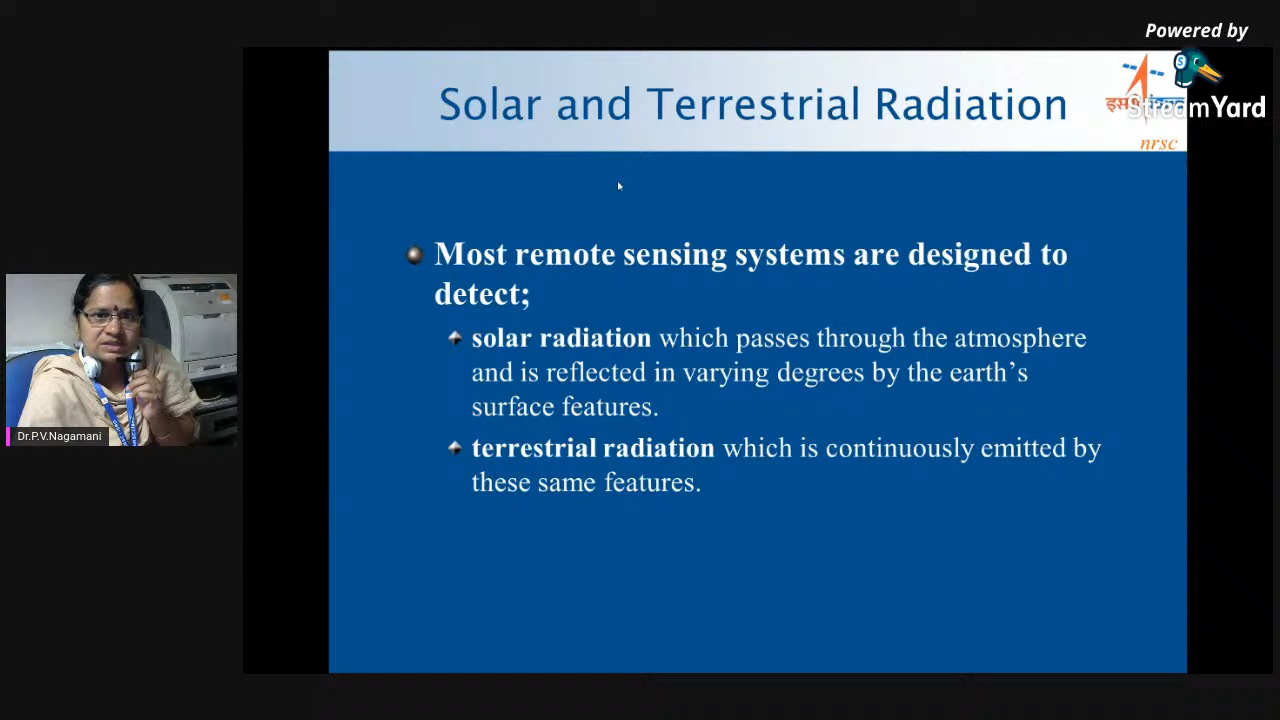 Powered by
StreamYard
Solar and Terrestrial Radiation
nrsc
Most remote sensing systems are designed to
detect;
solar radiation which passes through the atmosphere
and is reflected in varying degrees by the earth's
surface features.
terrestrial radiation which is continuously emitted by
these same features.
Dr.P.V.Nagamani